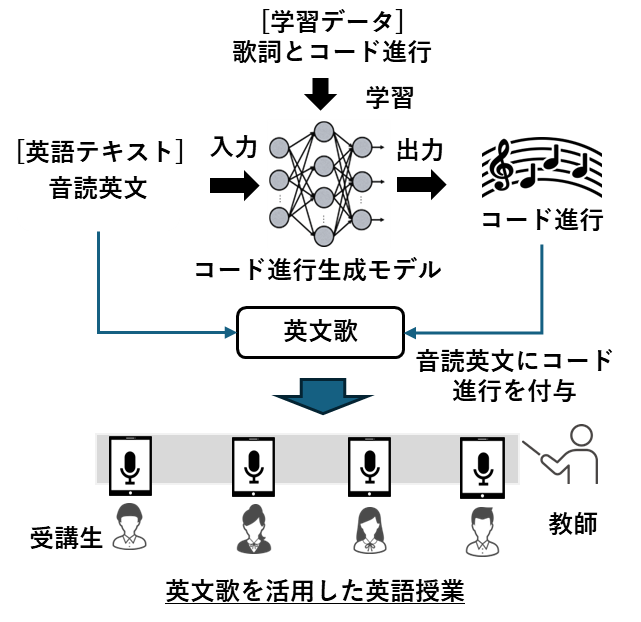 [学習データ]
歌詞とコード進行
学習
[英語テキスト]
音読英文
入力
出力
コード進行
コード進行生成モデル
英文歌
音読英文にコード
進行を付与
受講生
教師
英文歌を活用した英語授業